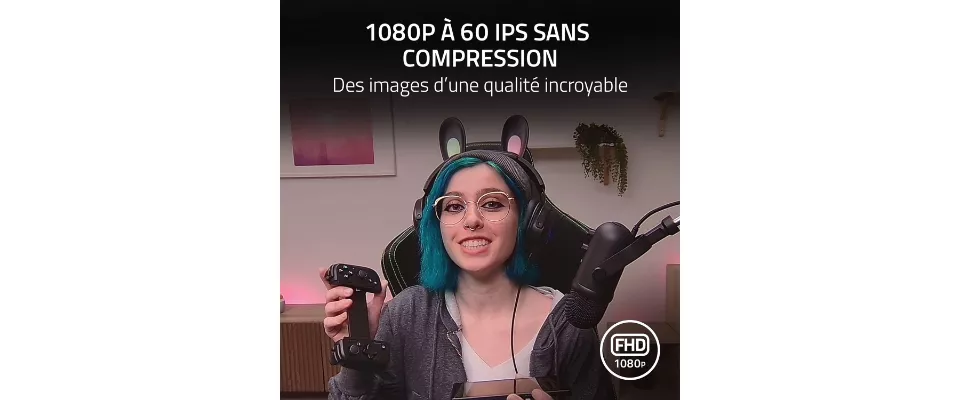 1080P À 60 IPS SANS
COMPRESSION
Des images d'une qualité incroyable
FHD
1080P